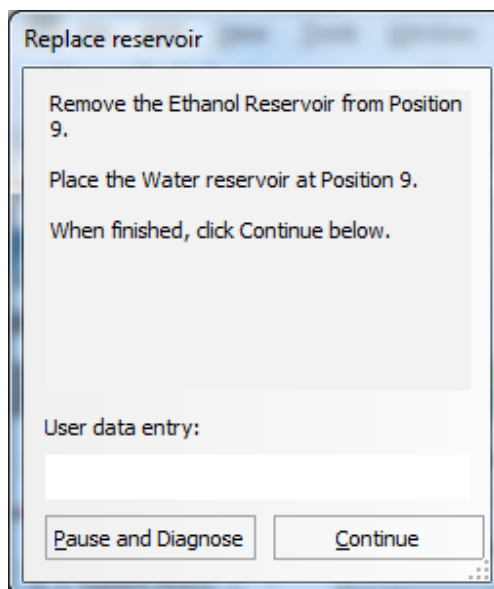 Replace reservoir
Remove the Ethanol Reservoir from Position
9.
Place the Water reservoir at Position 9.
When finished, click Continue below.
User data entry:
Pause and Diagnose
Continue